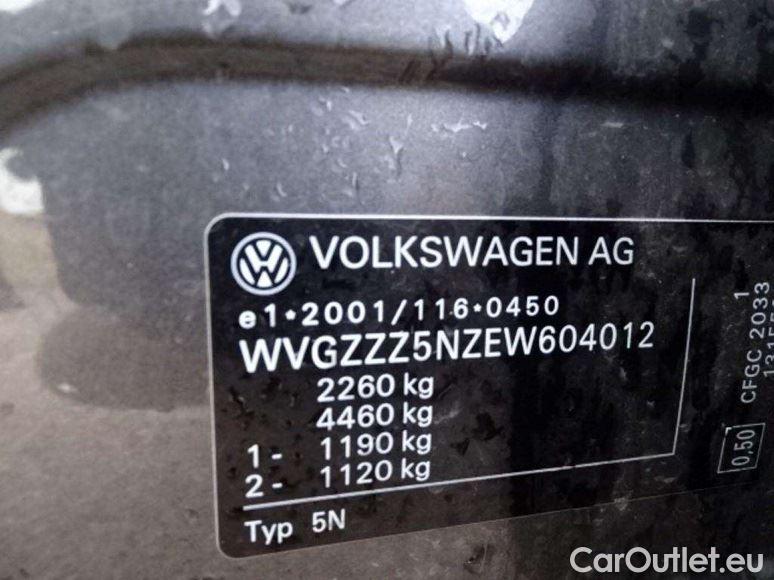 VOLKSWAGEN AG
e1*2001/116*0450
WVGZZZ5NZEW604012
2260 kg
4460 kg
1- 1190 kg
2- 1120 kg
Typ 5N
1
CFGC 2033
0,50
CarOutlet.eu